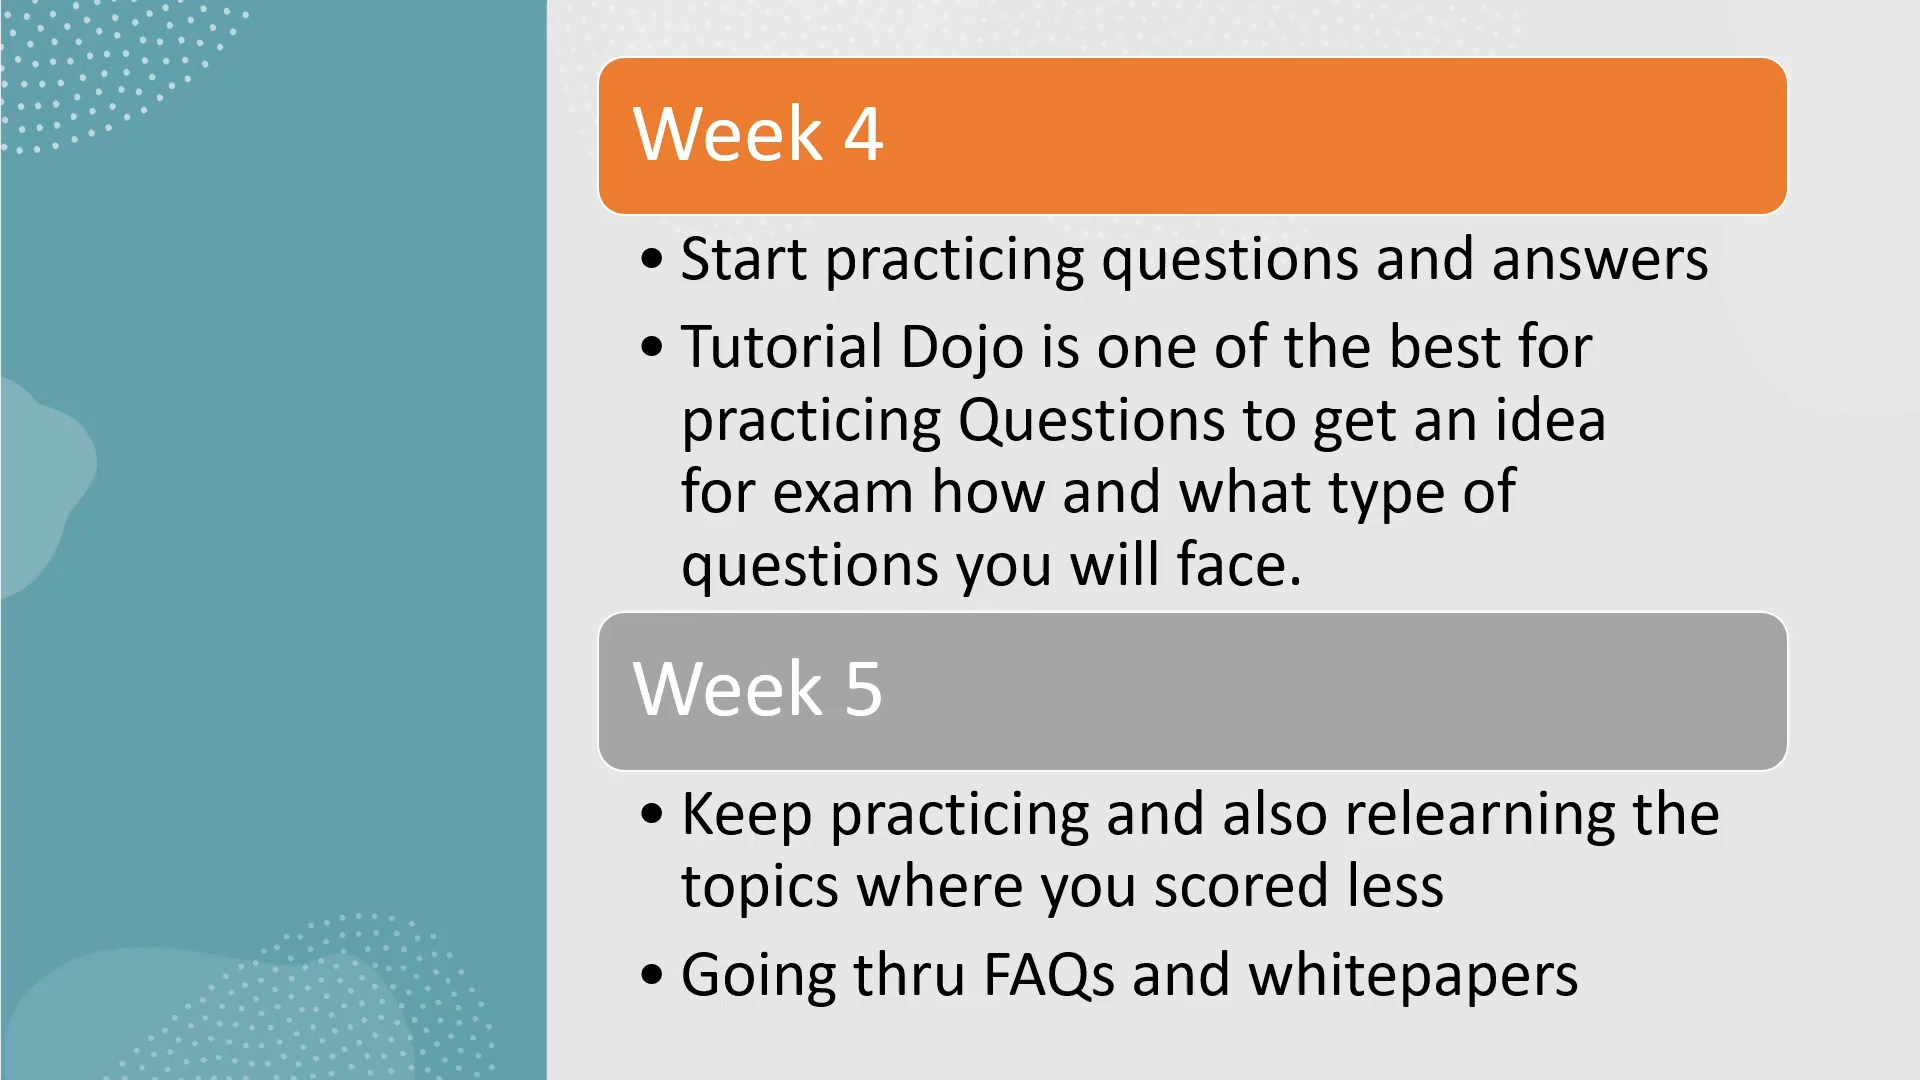 Week 4
• Start practicing questions and answers
• Tutorial Dojo is one of the best for
practicing Questions to get an idea
for exam how and what type of
questions you will face.
Week 5
• Keep practicing and also relearning the
topics where you scored less
• Going thru FAQs and whitepapers